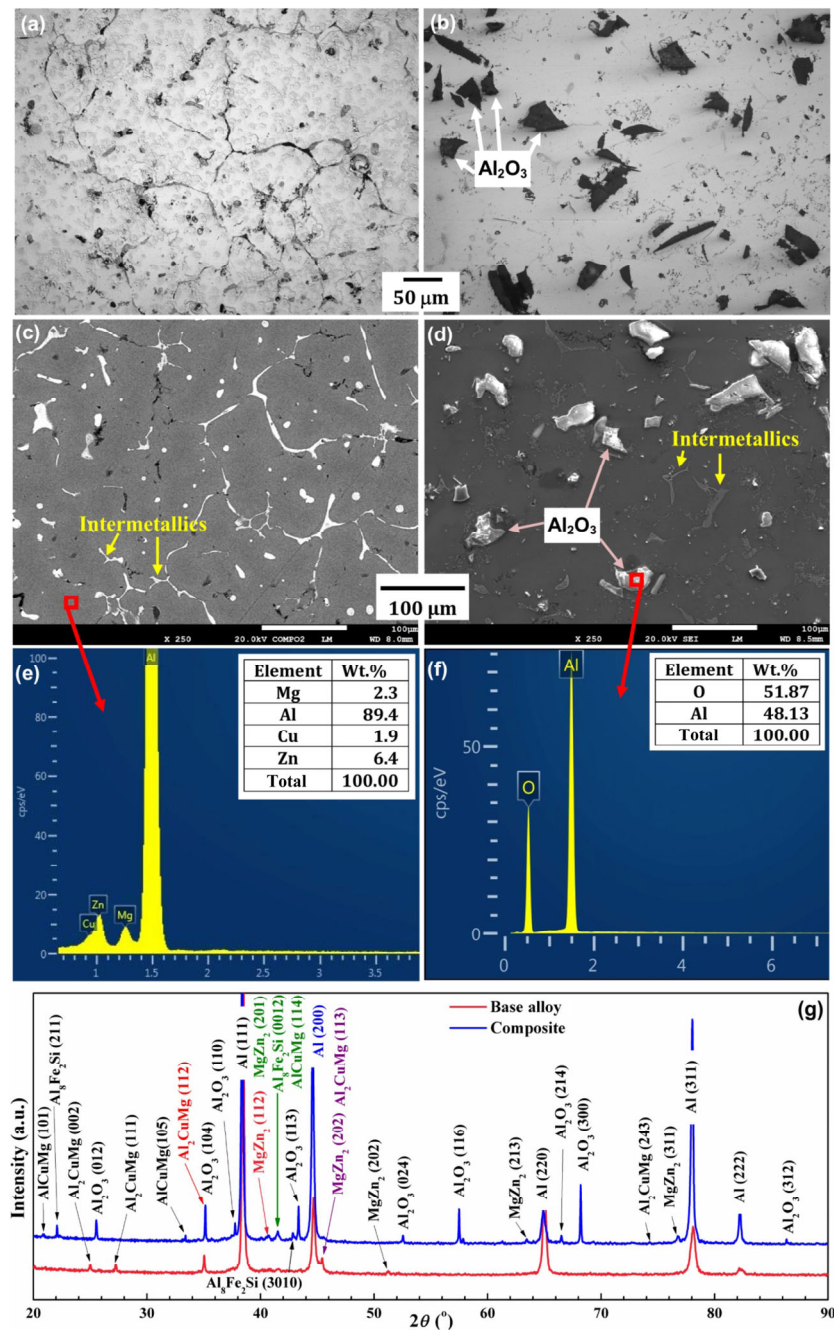 (a)
(b)
Al₂O₃
50 μm
(c)
(d)
Intermetallics
Intermetallics
Al₂O₃
100 μm
100μm
X 250 20.0kV COMPO2 LM WD 8.0mm
100μm
X 250 20.0kV SEI LM WD 8.5mm
(e)
100
80
60
40
20
0
cps/eV
Al
Zn
Cu
Mg
1 1.5 2 2.5 3 3.5
Element Wt.%
Mg 2.3
Al 89.4
Cu 1.9
Zn 6.4
Total 100.00
(f)
50
0
cps/eV
O
Al
0 2 4 6
Element Wt.%
O 51.87
Al 48.13
Total 100.00
(g)
Base alloy
Composite
Intensity (a.u.)
AlCuMg (101)
Al₈Fe₂Si (211)
Al₂CuMg (002)
Al₂O₃ (012)
Al₂CuMg (111)
AlCuMg(105)
Al₂CuMg (112)
Al₂O₃ (104)
Al₂O₃ (110)
Al (111)
MgZn₂ (112)
MgZn₂ (201)
Al₈Fe₂Si (0012)
AlCuMg (114)
Al₈Fe₂Si (3010)
Al₂O₃ (113)
Al (200)
MgZn₂ (202)
Al₂CuMg (113)
MgZn₂ (202)
Al₂O₃ (024)
Al₂O₃ (116)
MgZn₂ (213)
Al (220)
Al₂O₃ (214)
Al₂O₃ (300)
Al₂CuMg (243)
MgZn₂ (311)
Al (311)
Al (222)
Al₂O₃ (312)
20 30 40 50 60 70 80 90
2θ (°)